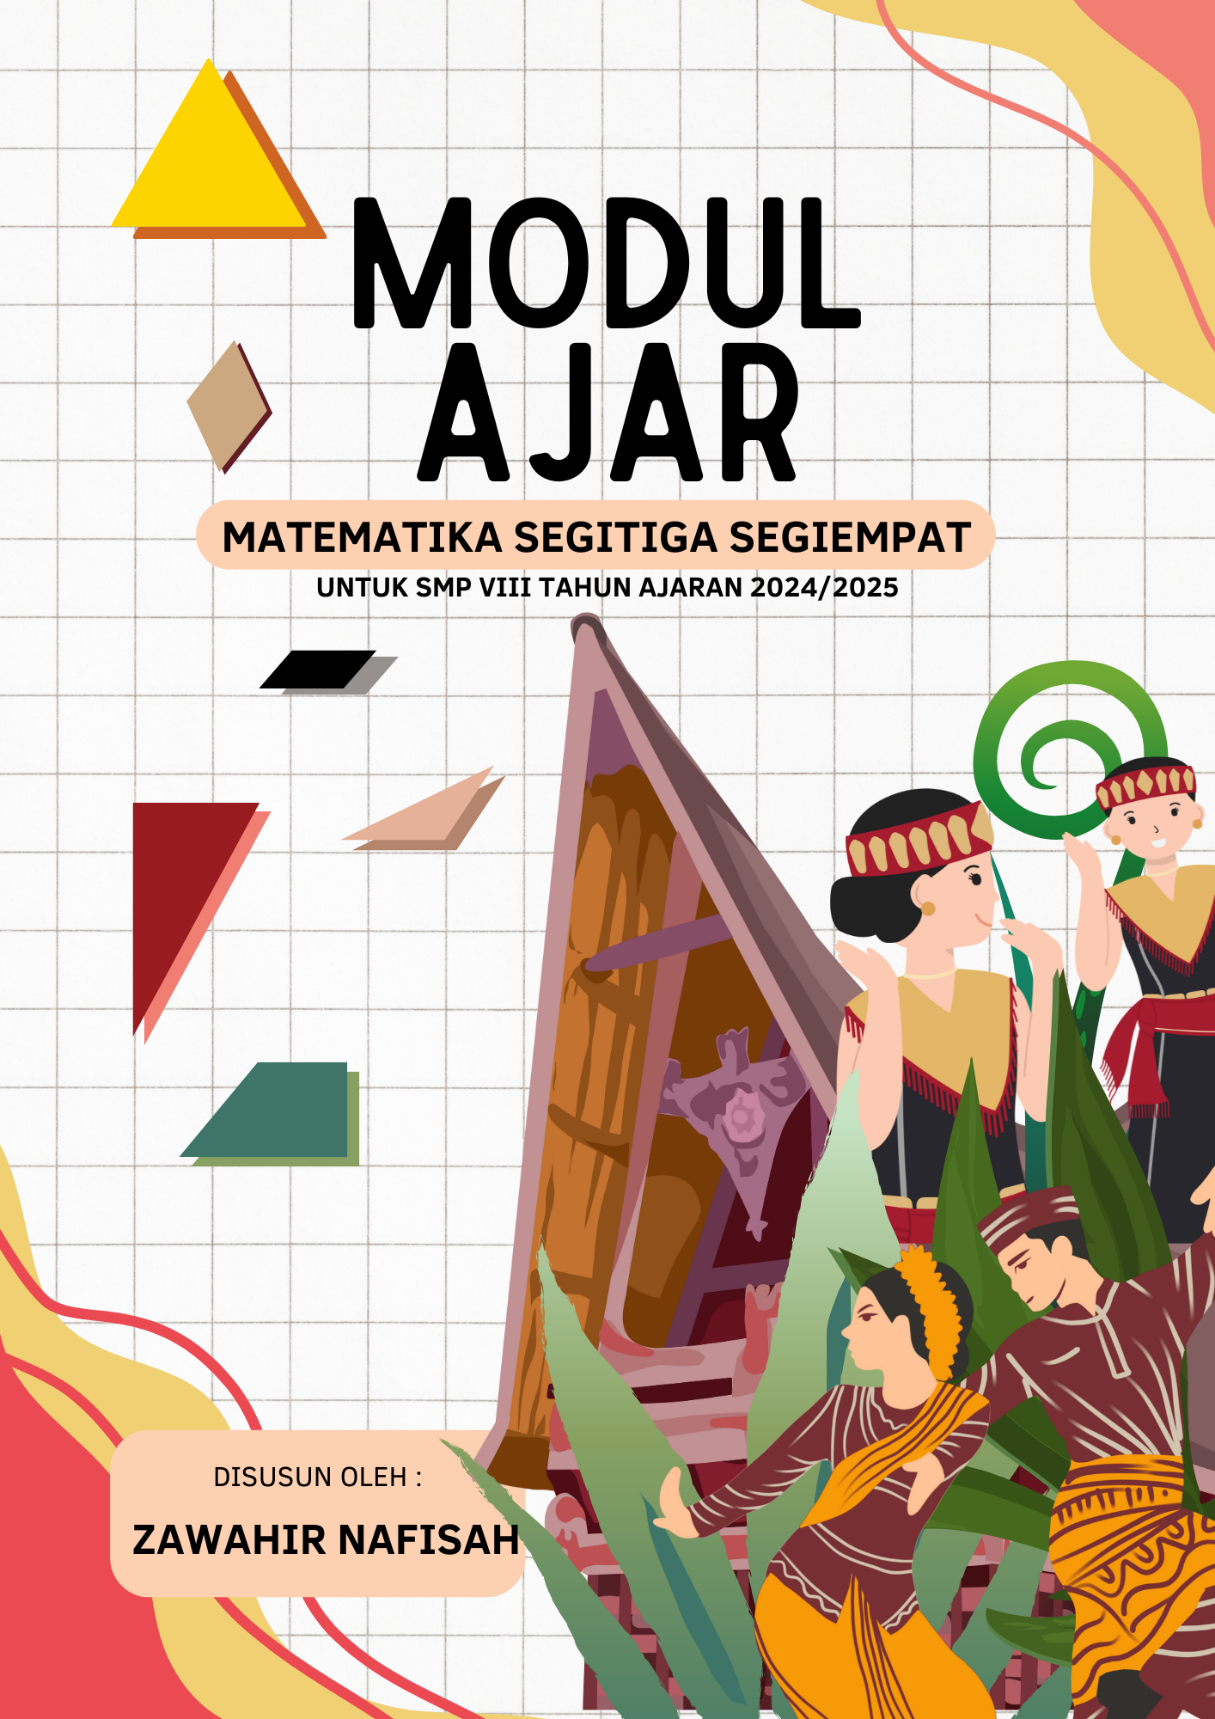 MODUL
AJAR
MATEMATIKA SEGITIGA SEGIEMPAT
UNTUK SMP VIII TAHUN AJARAN 2024/2025
DISUSUN OLEH :
ZAWAHIR NAFISAH